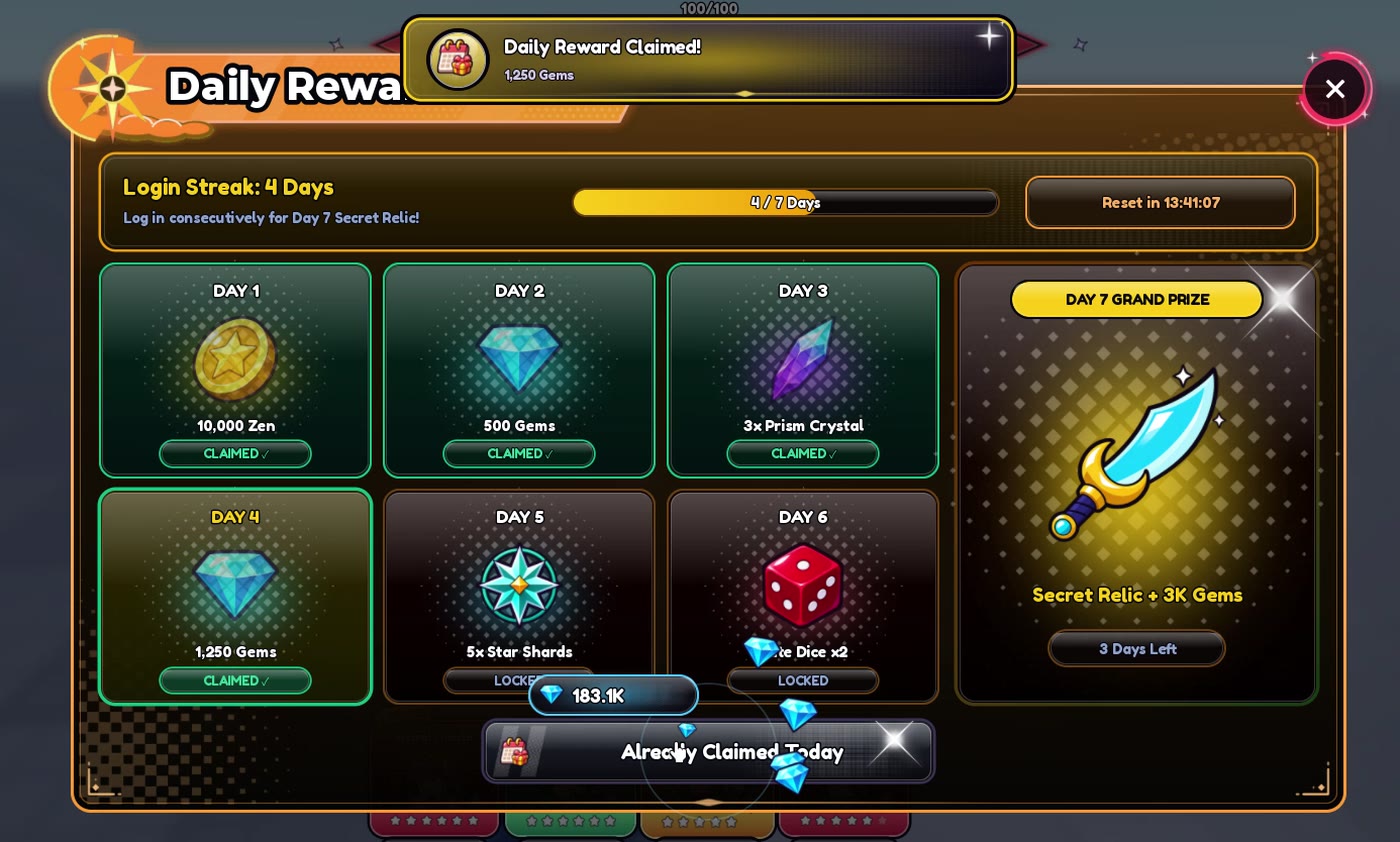 100/100
Daily Reward Claimed!
1,250 Gems
Daily Rewa
Login Streak: 4 Days
Log in consecutively for Day 7 Secret Relic!
4 / 7 Days
Reset in 13:41:07
DAY 1
10,000 Zen
CLAIMED ✓
DAY 2
500 Gems
CLAIMED ✓
DAY 3
3x Prism Crystal
CLAIMED ✓
DAY 7 GRAND PRIZE
Secret Relic + 3K Gems
3 Days Left
DAY 4
1,250 Gems
CLAIMED ✓
DAY 5
5x Star Shards
LOCKE
DAY 6
Dice x2
LOCKED
183.1K
Already Claimed Today